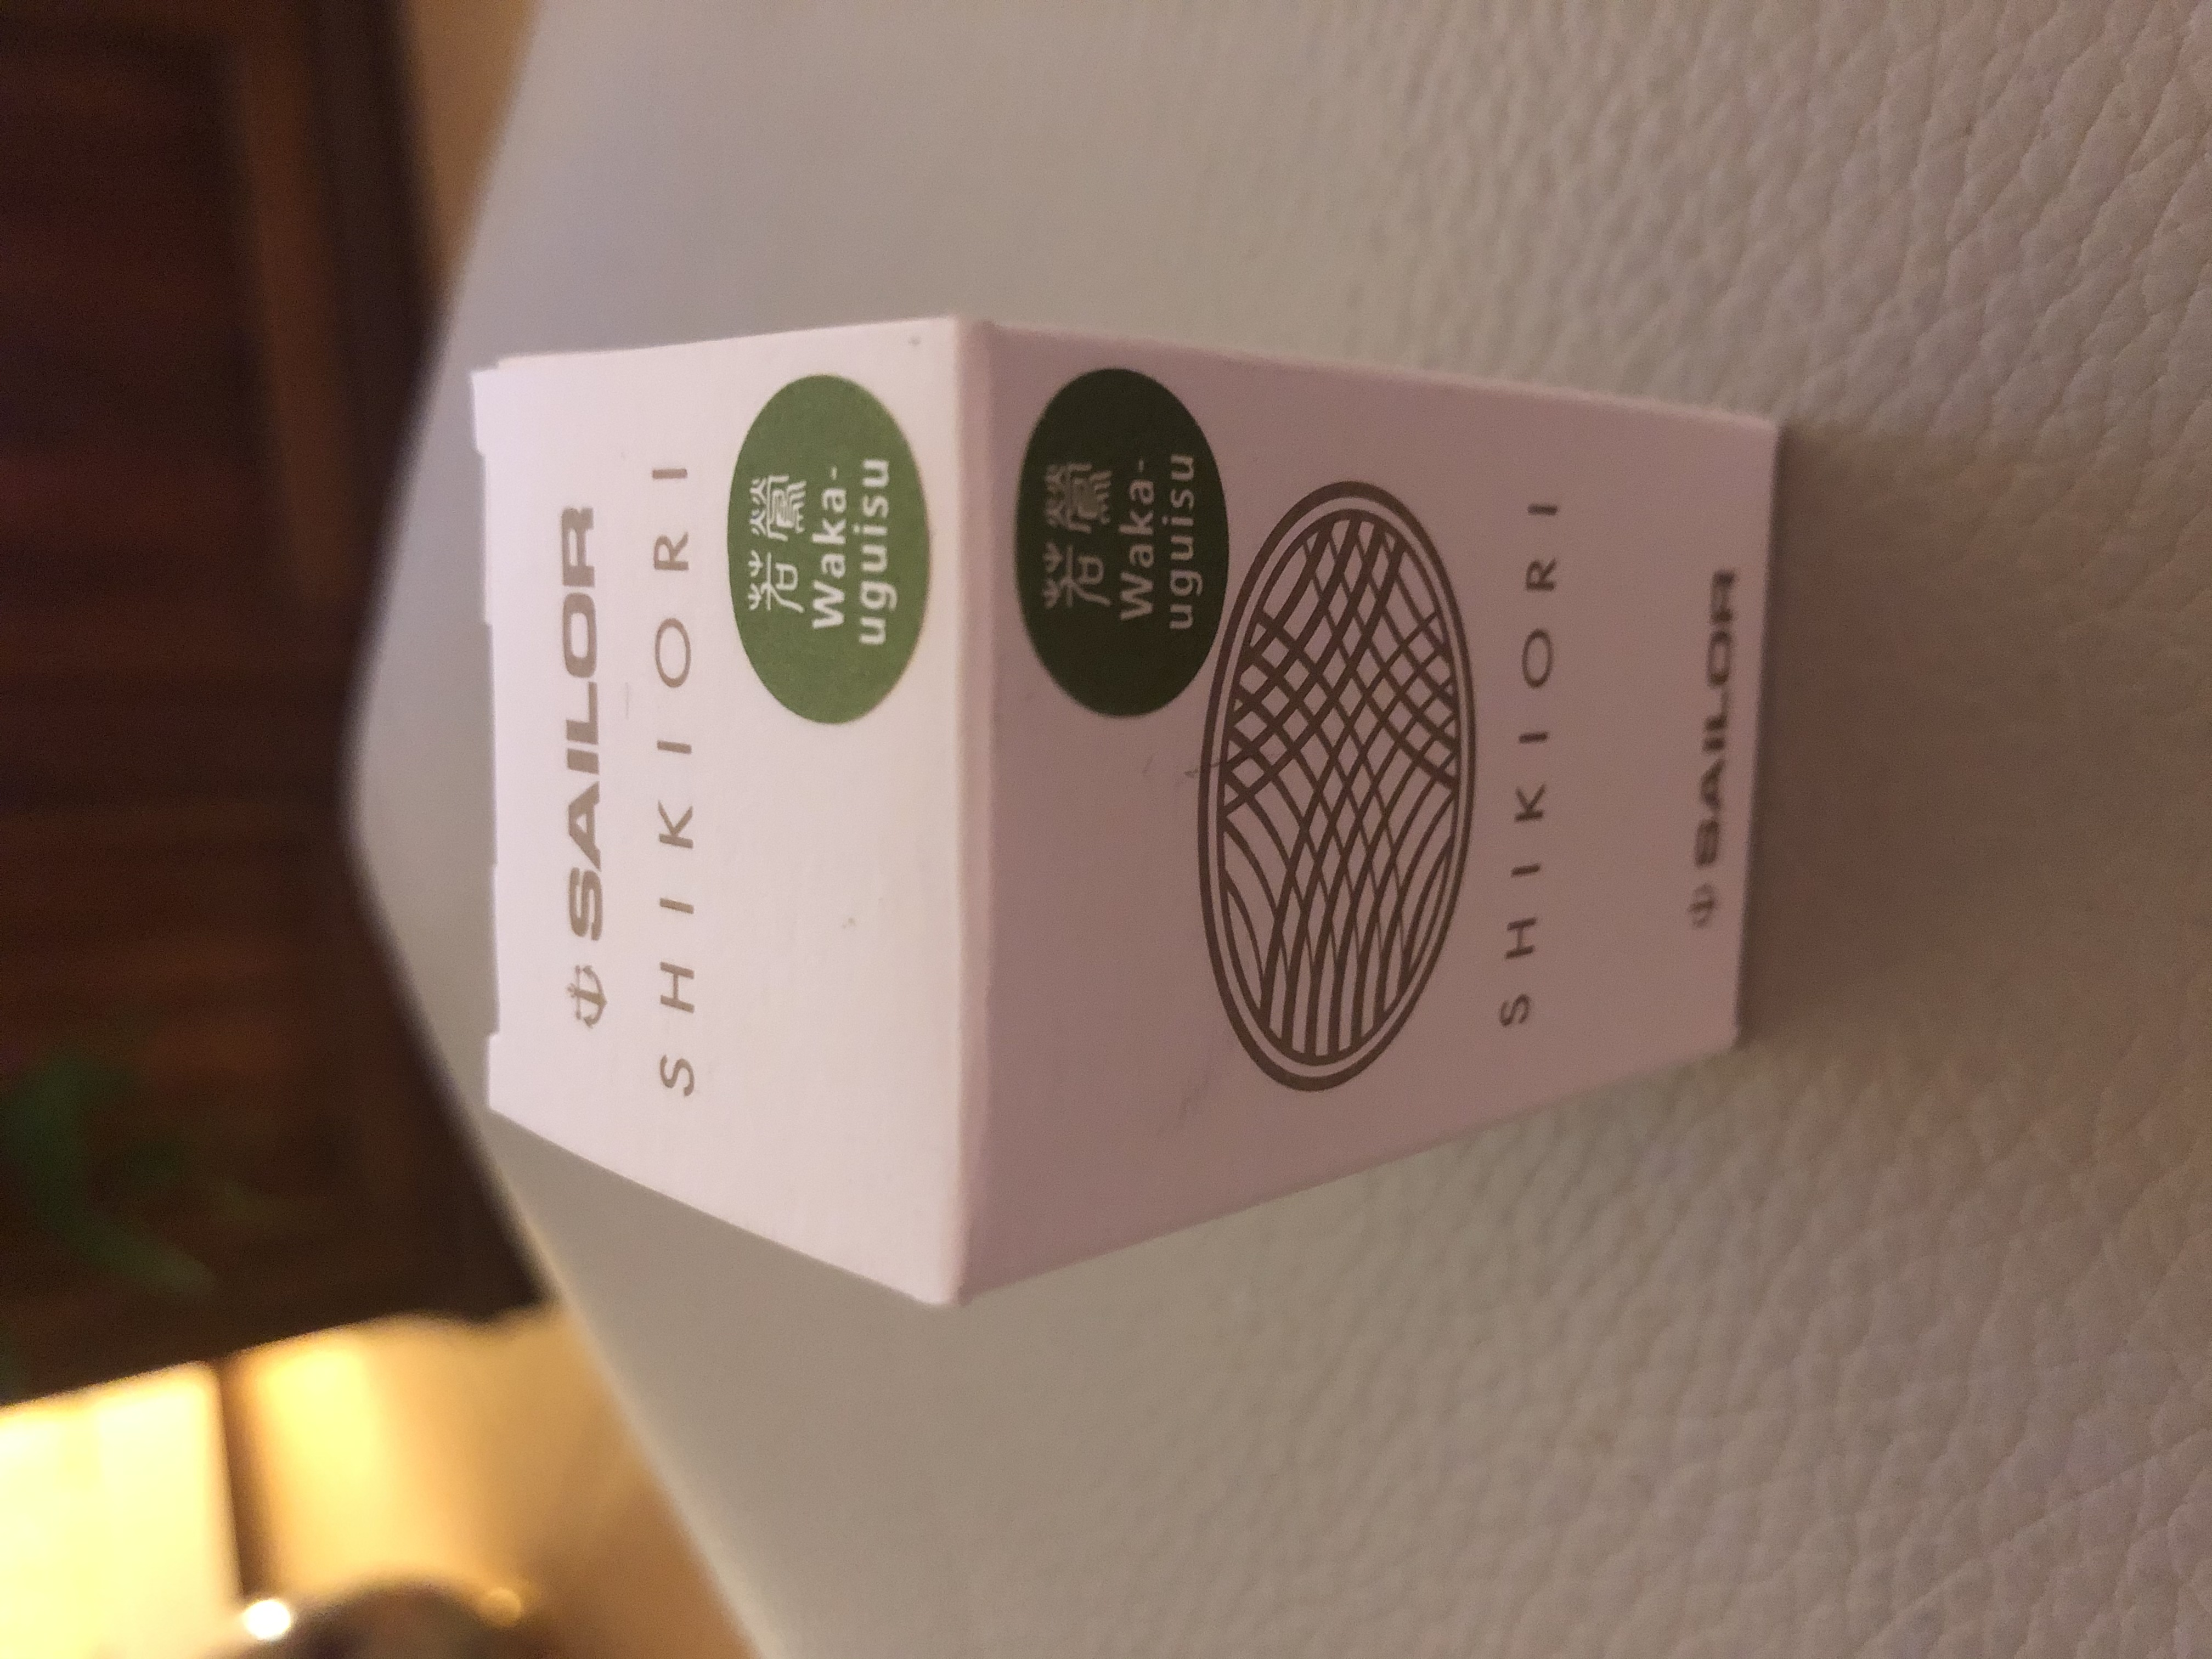 SAILOR
SHIKIORI
若鶯
Waka-
uguisu
若鶯
Waka-
uguisu
SHIKIORI
SAILOR